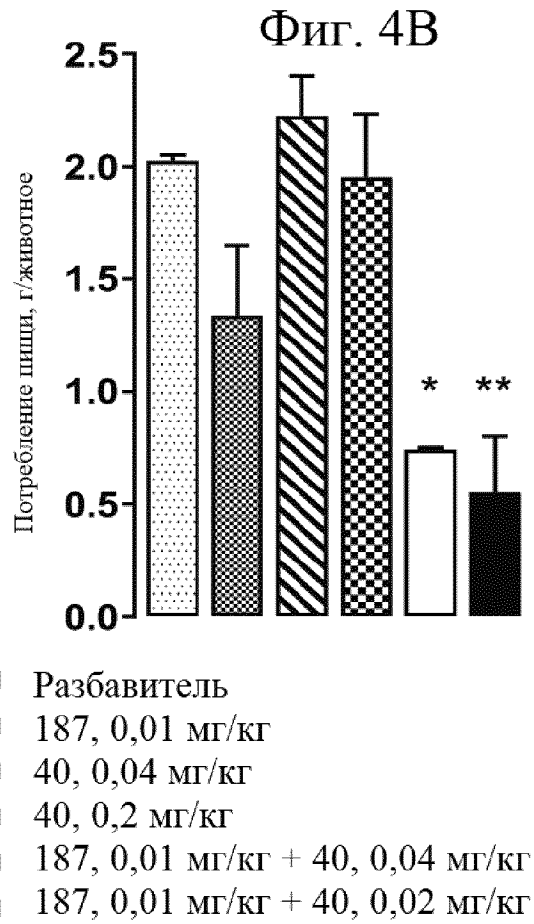 Фиг. 4В
2.5
2.0
1.5
1.0
0.5
0.0
Потребление пищи, г/животное
* **
Разбавитель
187, 0,01 мг/кг
40, 0,04 мг/кг
40, 0,2 мг/кг
187, 0,01 мг/кг + 40, 0,04 мг/кг
187, 0,01 мг/кг + 40, 0,02 мг/кг